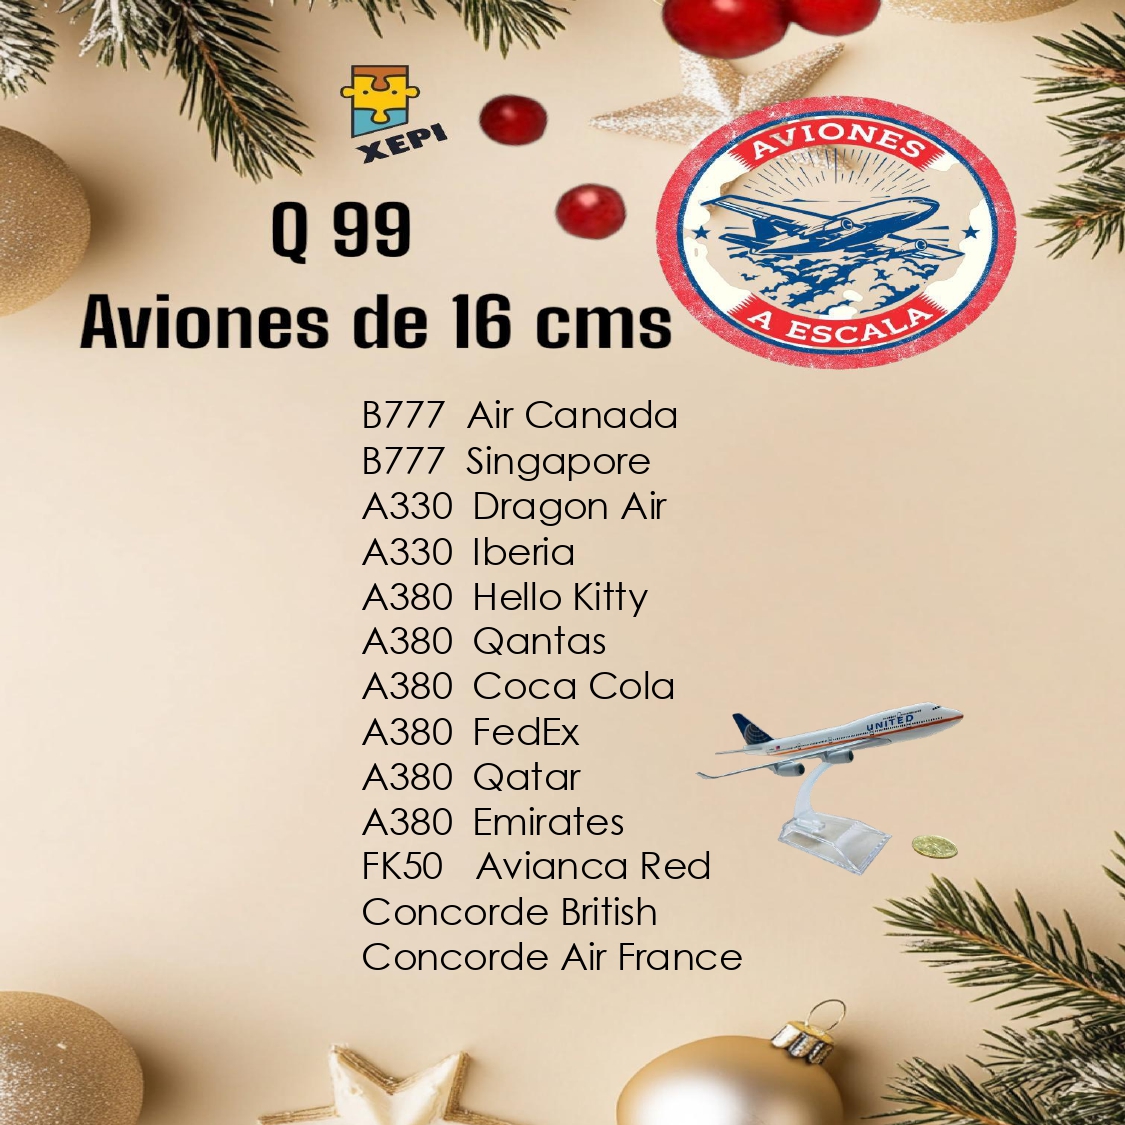 XEPI
AVIONES
A ESCALA
Q 99
Aviones de 16 cms
B777 Air Canada
B777 Singapore
A330 Dragon Air
A330 Iberia
A380 Hello Kitty
A380 Qantas
A380 Coca Cola
A380 FedEx
A380 Qatar
A380 Emirates
FK50 Avianca Red
Concorde British
Concorde Air France
UNITED